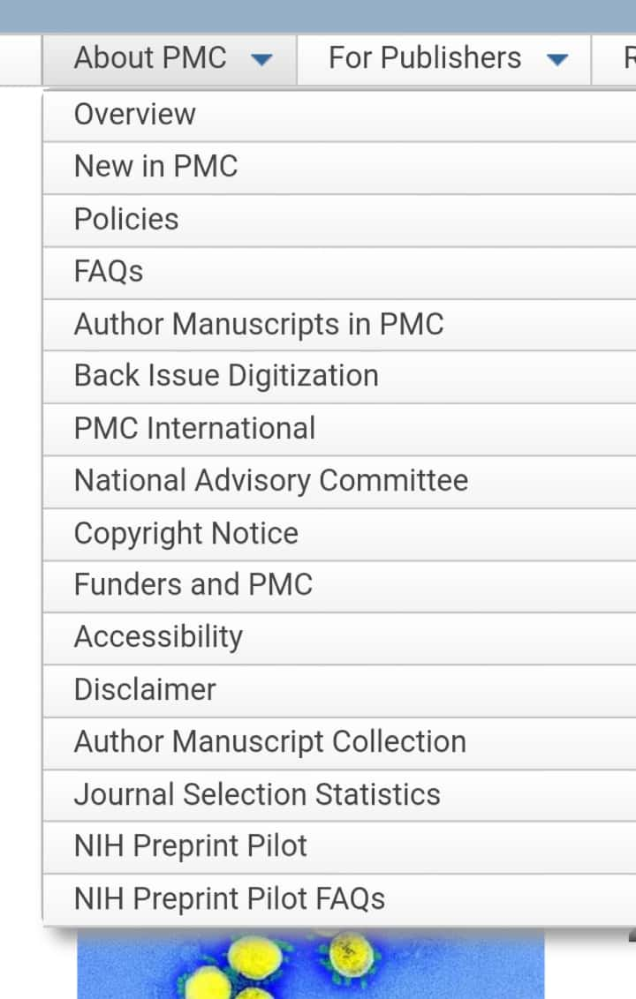 About PMC
For Publishers
Overview
New in PMC
Policies
FAQs
Author Manuscripts in PMC
Back Issue Digitization
PMC International
National Advisory Committee
Copyright Notice
Funders and PMC
Accessibility
Disclaimer
Author Manuscript Collection
Journal Selection Statistics
NIH Preprint Pilot
NIH Preprint Pilot FAQs